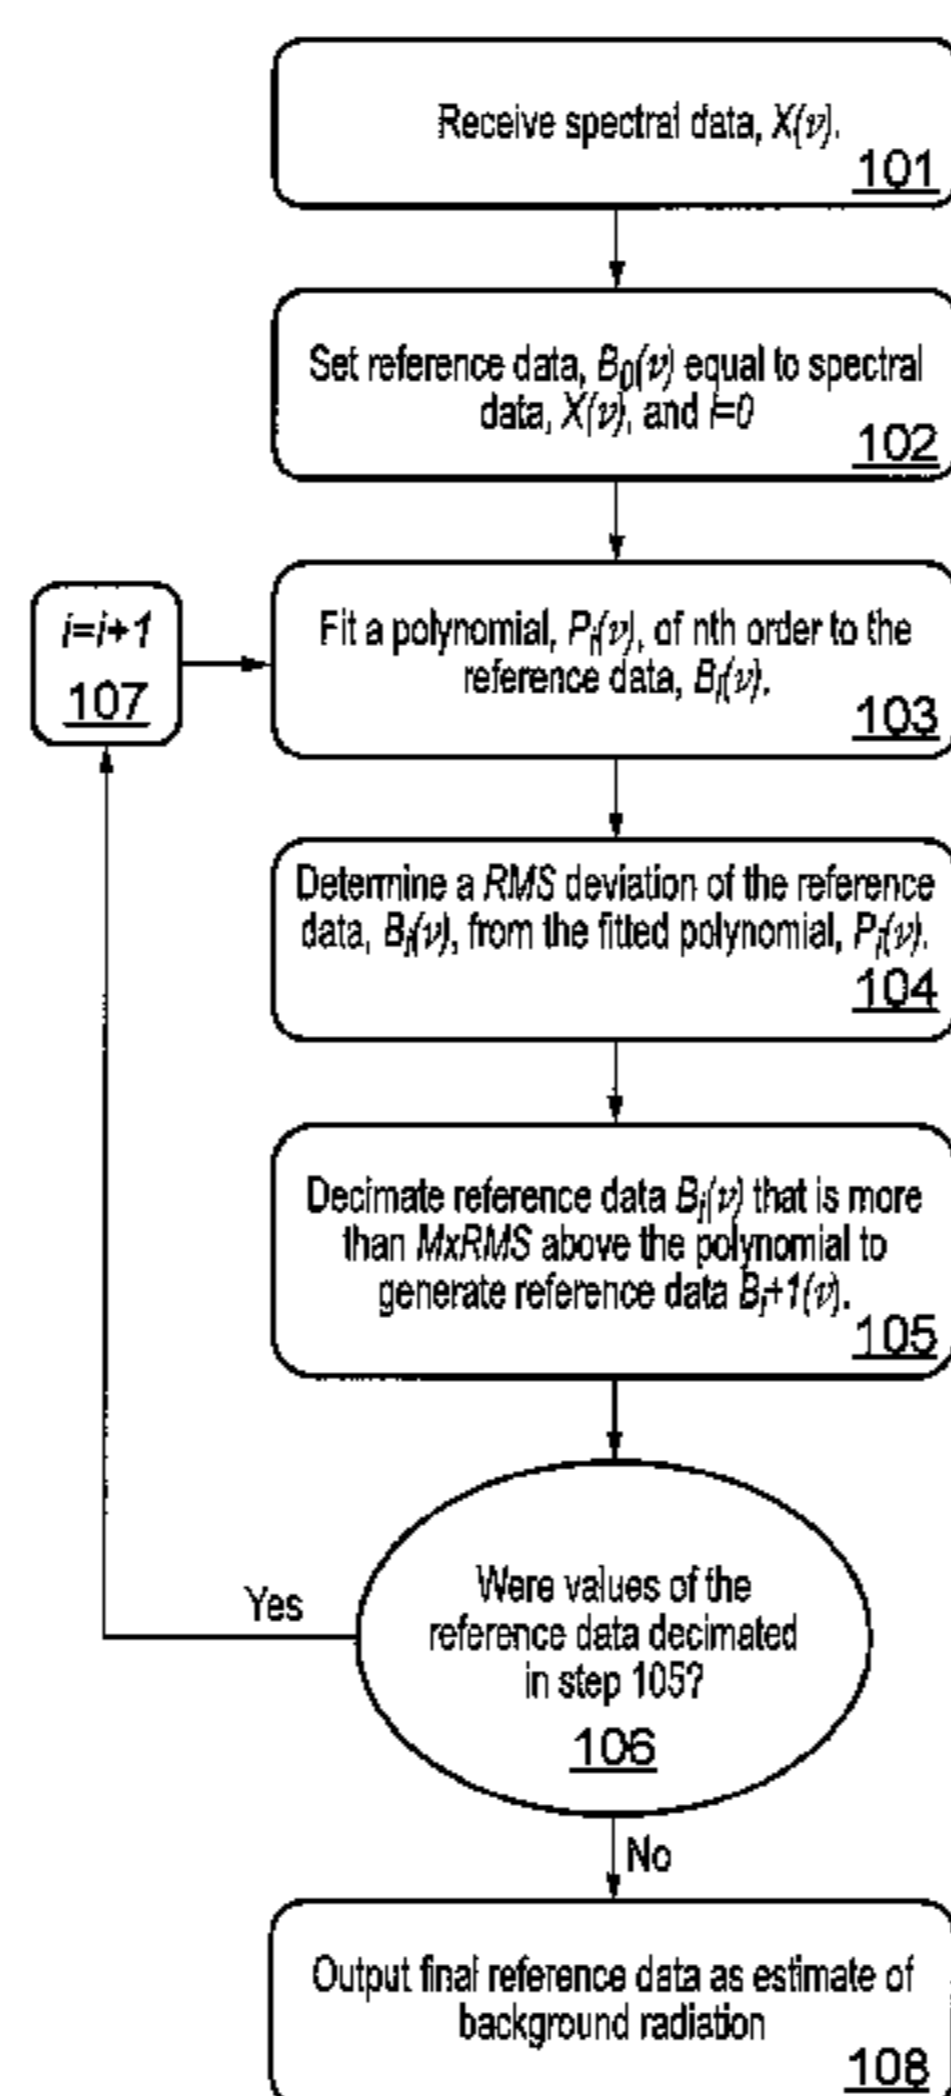 Receive spectral data, X(ν).
101
Set reference data, B0(ν) equal to spectral
data, X(ν), and i=0
102
i=i+1
107
Fit a polynomial, Pi(ν), of nth order to the
reference data, Bi(ν).
103
Determine a RMS deviation of the reference
data, Bi(ν), from the fitted polynomial, Pi(ν).
104
Decimate reference data Bi(ν) that is more
than MxRMS above the polynomial to
generate reference data Bi+1(ν).
105
Yes
Were values of the
reference data decimated
in step 105?
106
No
Output final reference data as estimate of
background radiation
108